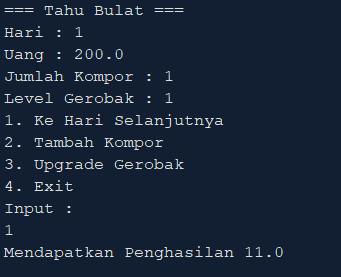 === Tahu Bulat ===
Hari : 1
Uang : 200.0
Jumlah Kompor : 1
Level Gerobak : 1
1. Ke Hari Selanjutnya
2. Tambah Kompor
3. Upgrade Gerobak
4. Exit
Input :
1
Mendapatkan Penghasilan 11.0